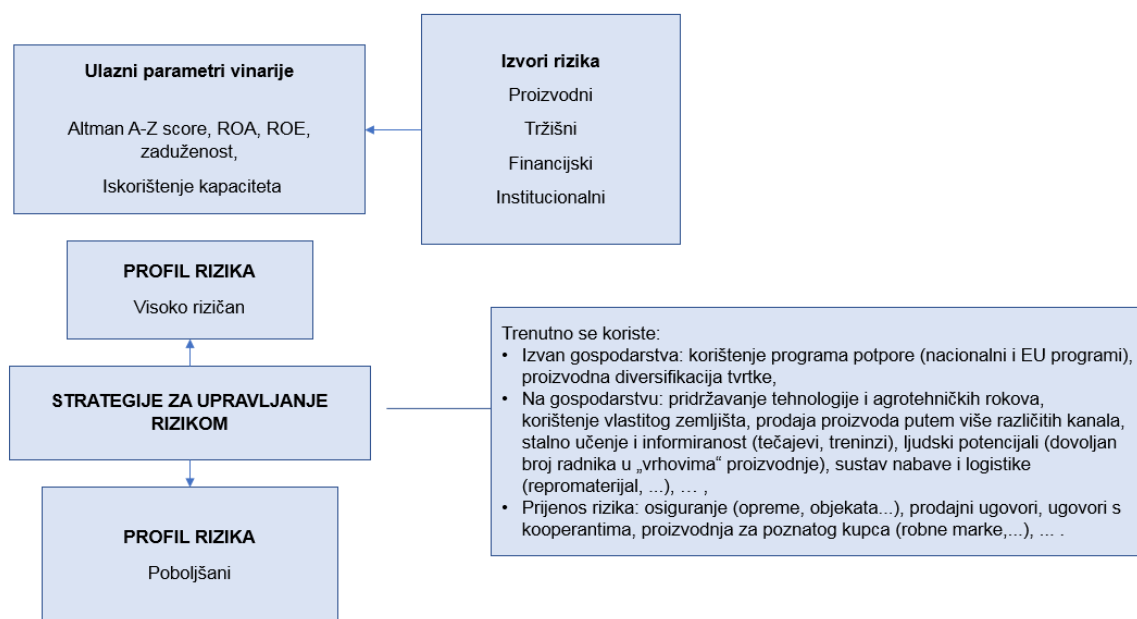 Ulazni parametri vinarije
Altman A-Z score, ROA, ROE,
zaduženost,
Iskorištenje kapaciteta
Izvori rizika
Proizvodni
Tržišni
Financijski
Institucionalni
PROFIL RIZIKA
Visoko rizičan
STRATEGIJE ZA UPRAVLJANJE
RIZIKOM
Trenutno se koriste:
• Izvan gospodarstva: korištenje programa potpore (nacionalni i EU programi),
proizvodna diversifikacija tvrtke,
• Na gospodarstvu: pridržavanje tehnologije i agrotehničkih rokova,
korištenje vlastitog zemljišta, prodaja proizvoda putem više različitih kanala,
stalno učenje i informiranost (tečajevi, treninzi), ljudski potencijali (dovoljan
broj radnika u „vrhovima“ proizvodnje), sustav nabave i logistike
(repromaterijal, ...), … ,
• Prijenos rizika: osiguranje (opreme, objekata...), prodajni ugovori, ugovori s
kooperantima, proizvodnja za poznatog kupca (robne marke,...), ... .
PROFIL RIZIKA
Poboljšani